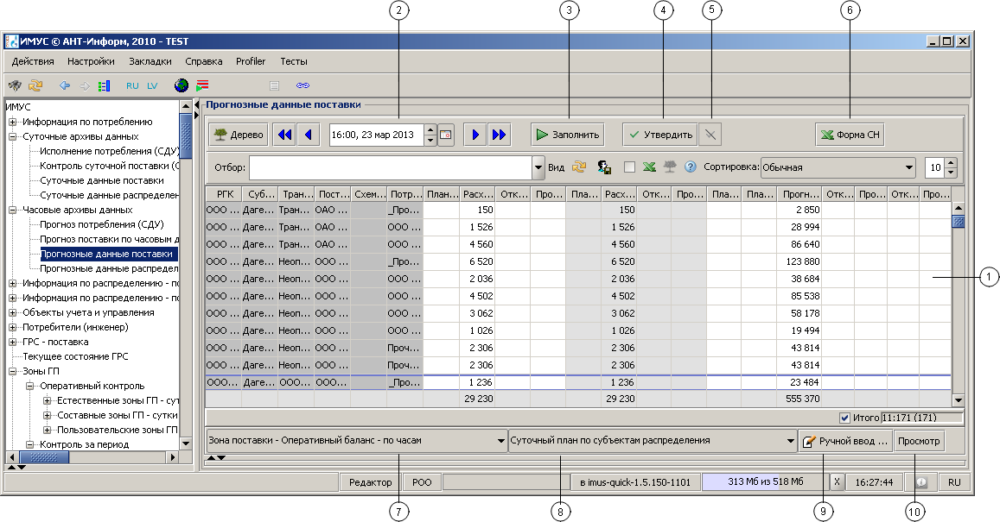 2 3 4 5 6
ИМУС © АНТ-Информ, 2010 - TEST
Действия Настройки Закладки Справка Profiler Тесты
RU LV
ИМУС
Информация по потреблению
Суточные архивы данных
Исполнение потребления (СДУ)
Контроль суточной поставки (С
Суточные данные поставки
Суточные данные распределен
Часовые архивы данных
Прогноз потребления (СДУ)
Прогноз поставки по часовым д
Прогнозные данные поставки
Прогнозные данные распредел
Информация по распределению - по
Информация по распределению - по
Объекты учета и управления
Потребители (инженер)
ГРС - поставка
Текущее состояние ГРС
Зоны ГП
Оперативный контроль
Естественные зоны ГП - сут
Составные зоны ГП - сутки
Пользовательские зоны ГП
Контроль за период
Прогнозные данные поставки
Дерево 16:00, 23 мар 2013 Заполнить Утвердить Форма СН
Отбор: Вид Сортировка: Обычная 10
РГК Суб... Тран... Пост... Схем... Потр... План... Расх... Отк... Про... Пла... Расх... Отк... Про... Пла... Пла... Прогн... Отк... Про... Отк... Про...
ООО ... Даге... Тран... ОАО ... _Про... 150 150 2 850
ООО ... Даге... Тран... ОАО ... ООО ... 1 526 1 526 28 994
ООО ... Даге... Тран... ОАО ... ООО ... 4 560 4 560 86 640
ООО ... Даге... Неоп... ООО ... _Про... 6 520 6 520 123 880
ООО ... Даге... Неоп... ООО ... ООО ... 2 036 2 036 38 684
ООО ... Даге... Неоп... ООО ... ООО ... 4 502 4 502 85 538
ООО ... Даге... Неоп... ООО ... ООО ... 3 062 3 062 58 178
ООО ... Даге... Неоп... ООО ... ООО ... 1 026 1 026 19 494
ООО ... Даге... Неоп... ООО ... Проч... 2 306 2 306 43 814
ООО ... Даге... Неоп... ООО ... Проч... 2 306 2 306 43 814
ООО... Даге... ООО... ООО... _Про... 1 236 1 236 23 484
29 230 29 230 555 370
1
Итого 11:171 (171)
Зона поставки - Оперативный баланс - по часам Суточный план по субъектам распределения Ручной ввод ... Просмотр
Редактор РОО в imus-quick-1.5.150-1101 313 Мб из 518 Мб X 16:27:44 RU
7 8 9 10